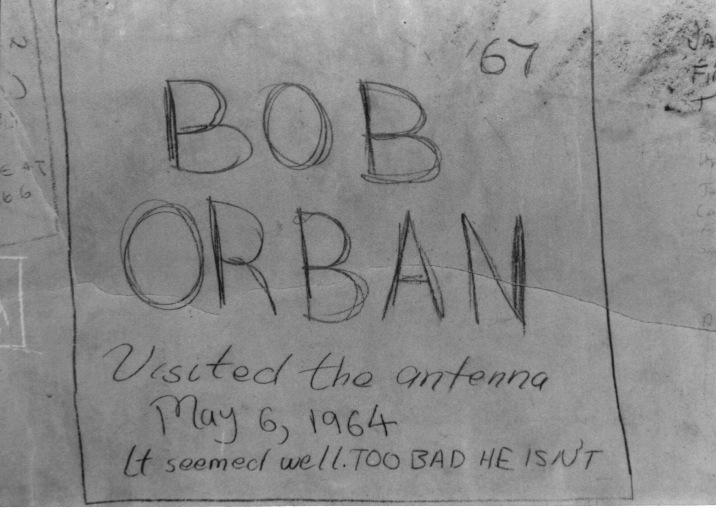 '67
BOB
ORBAN
Visited the antenna
May 6, 1964
It seemed well. TOO BAD HE ISN'T